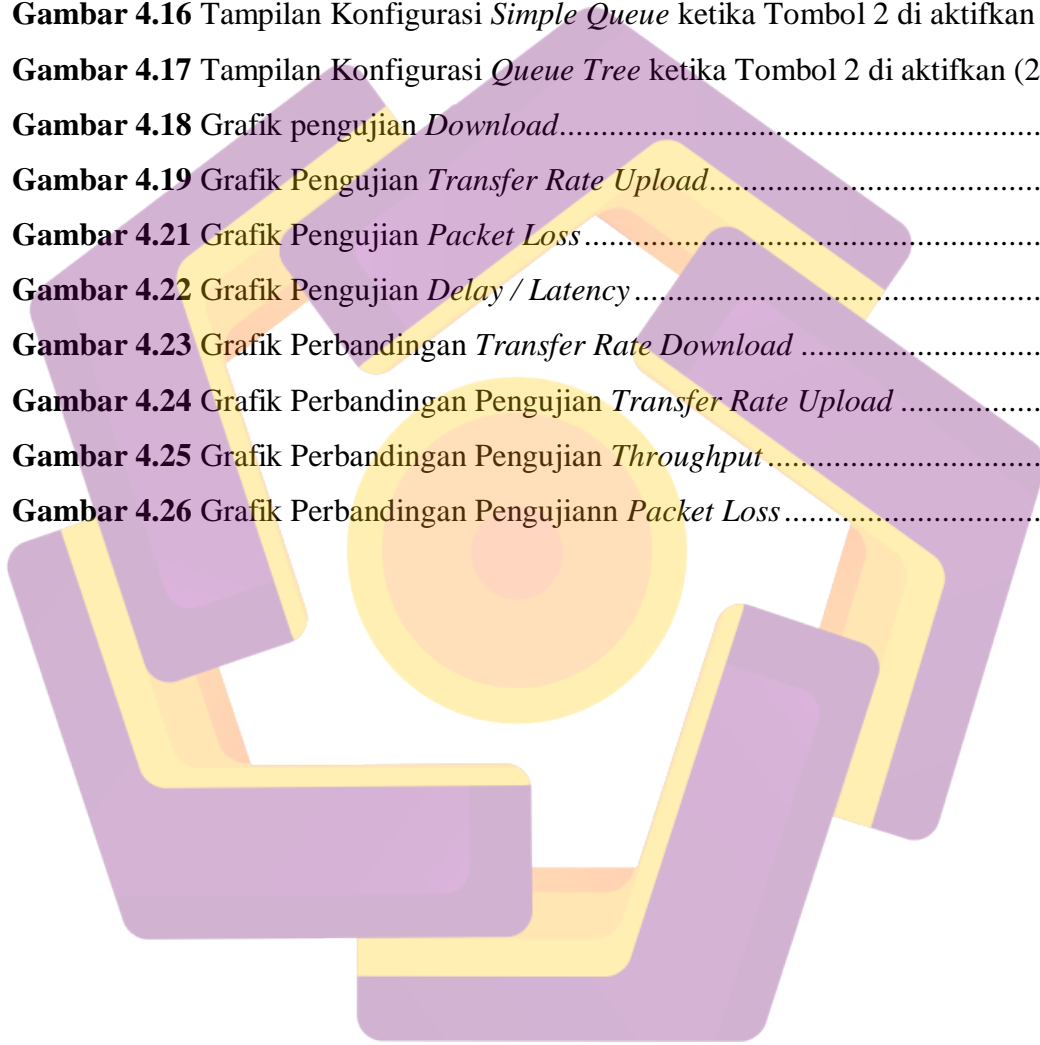 Gambar 4.16 Tampilan Konfigurasi Simple Queue ketika Tombol 2 di aktifkan
Gambar 4.17 Tampilan Konfigurasi Queue Tree ketika Tombol 2 di aktifkan (2
Gambar 4.18 Grafik pengujian Download.............................................................
Gambar 4.19 Grafik Pengujian Transfer Rate Upload..........................................
Gambar 4.21 Grafik Pengujian Packet Loss..........................................................
Gambar 4.22 Grafik Pengujian Delay / Latency....................................................
Gambar 4.23 Grafik Perbandingan Transfer Rate Download ...............................
Gambar 4.24 Grafik Perbandingan Pengujian Transfer Rate Upload ..................
Gambar 4.25 Grafik Perbandingan Pengujian Throughput...................................
Gambar 4.26 Grafik Perbandingan Pengujiann Packet Loss.................................